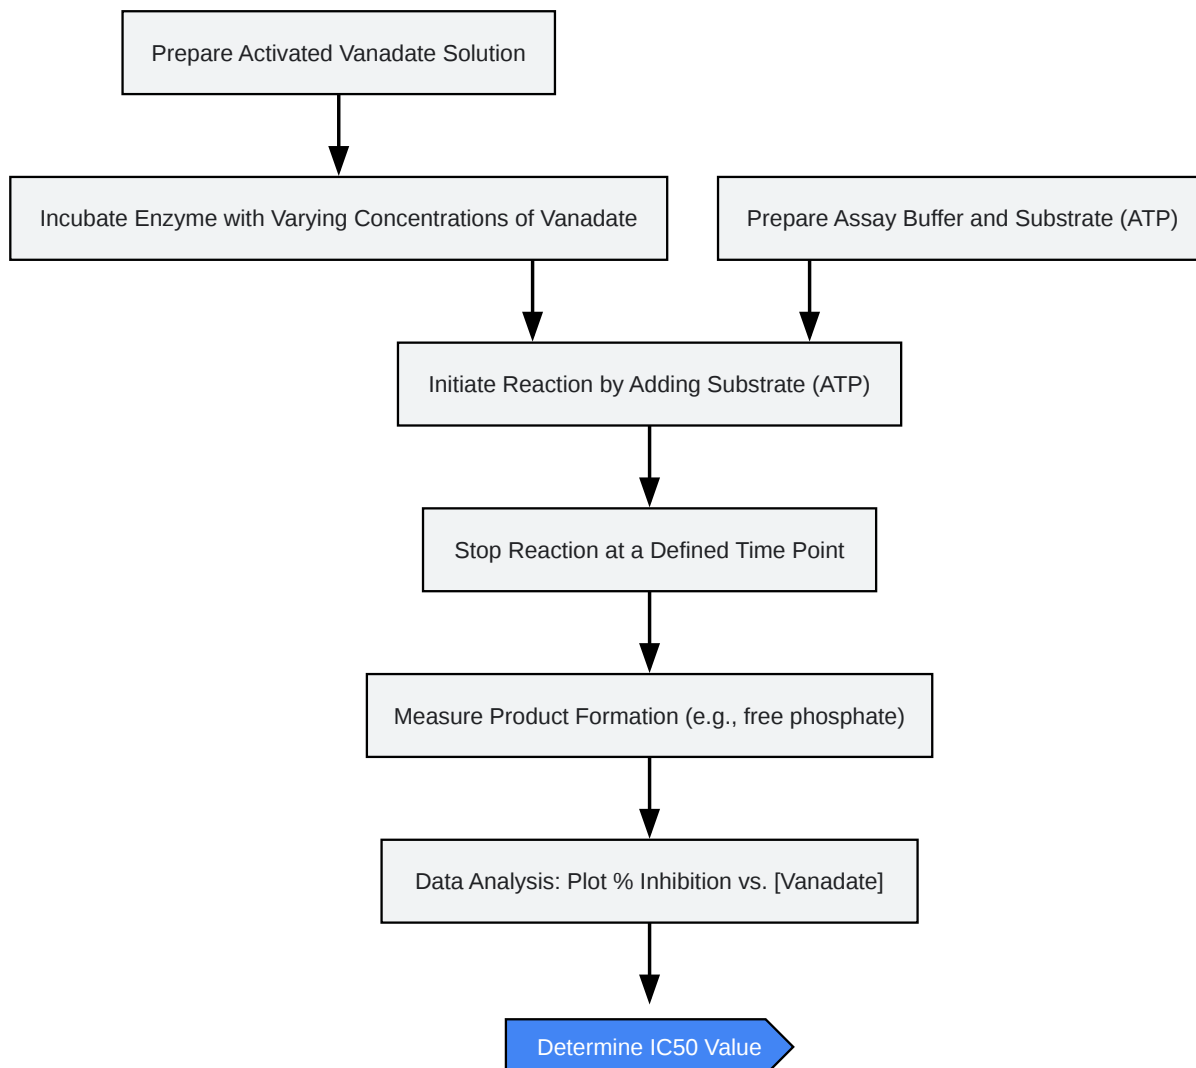 Prepare Activated Vanadate Solution
Incubate Enzyme with Varying Concentrations of Vanadate
Prepare Assay Buffer and Substrate (ATP)
Initiate Reaction by Adding Substrate (ATP)
Stop Reaction at a Defined Time Point
Measure Product Formation (e.g., free phosphate)
Data Analysis: Plot % Inhibition vs. [Vanadate]
Determine IC50 Value